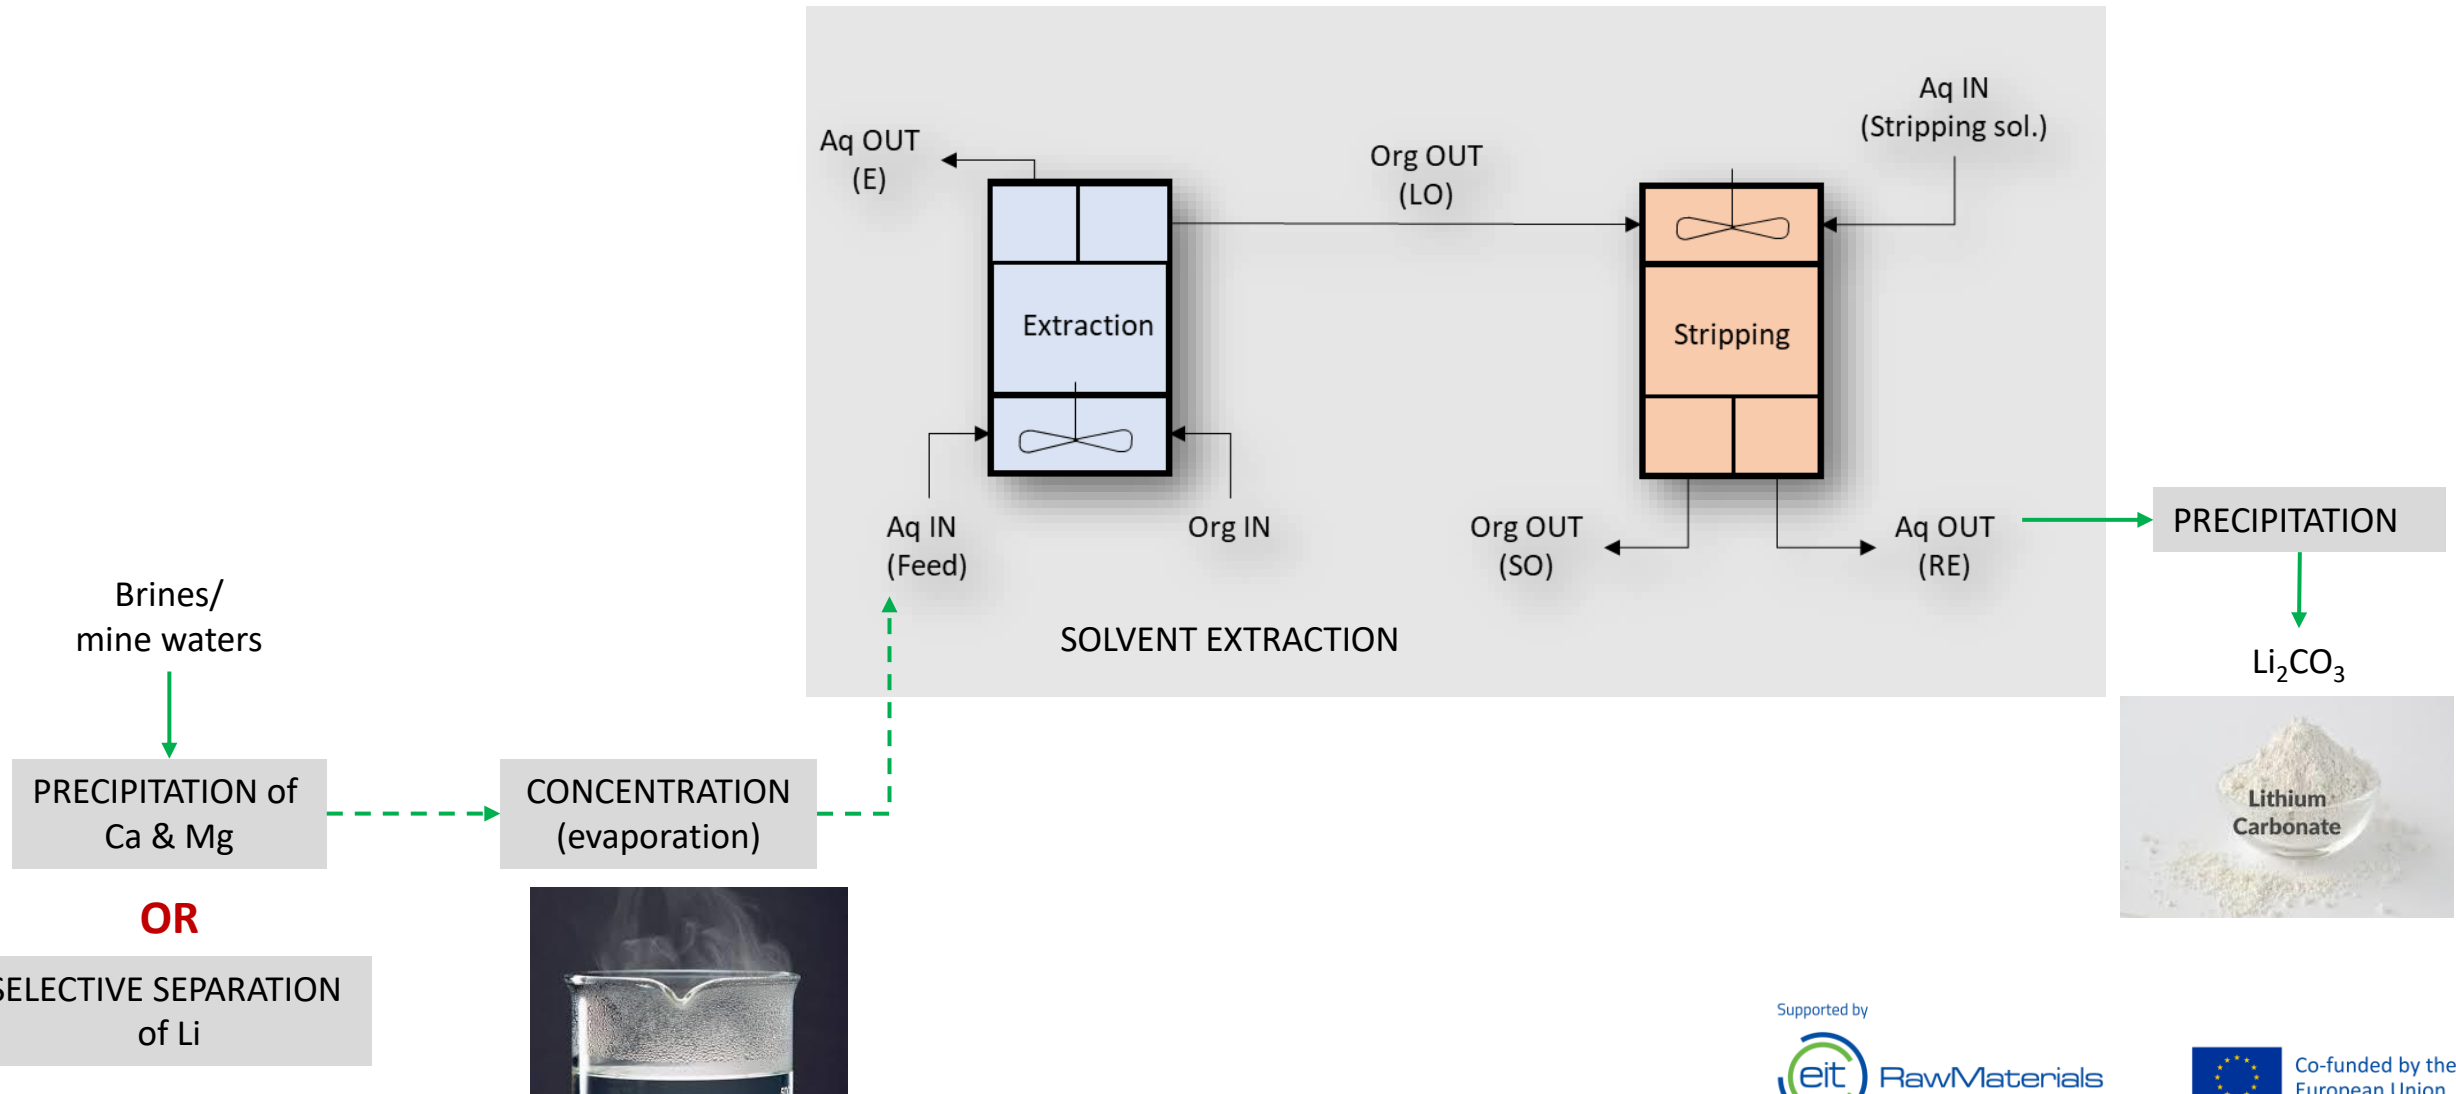 Aq OUT
(E)
Org OUT
(LO)
Aq IN
(Stripping sol.)
Extraction
Stripping
Aq IN
(Feed)
Org IN
Org OUT
(SO)
Aq OUT
(RE)
PRECIPITATION
SOLVENT EXTRACTION
Li₂CO₃
Lithium
Carbonate
Brines/
mine waters
PRECIPITATION of
Ca & Mg
CONCENTRATION
(evaporation)
OR
SELECTIVE SEPARATION
of Li
Supported by
eit RawMaterials
Co-funded by the
European Union